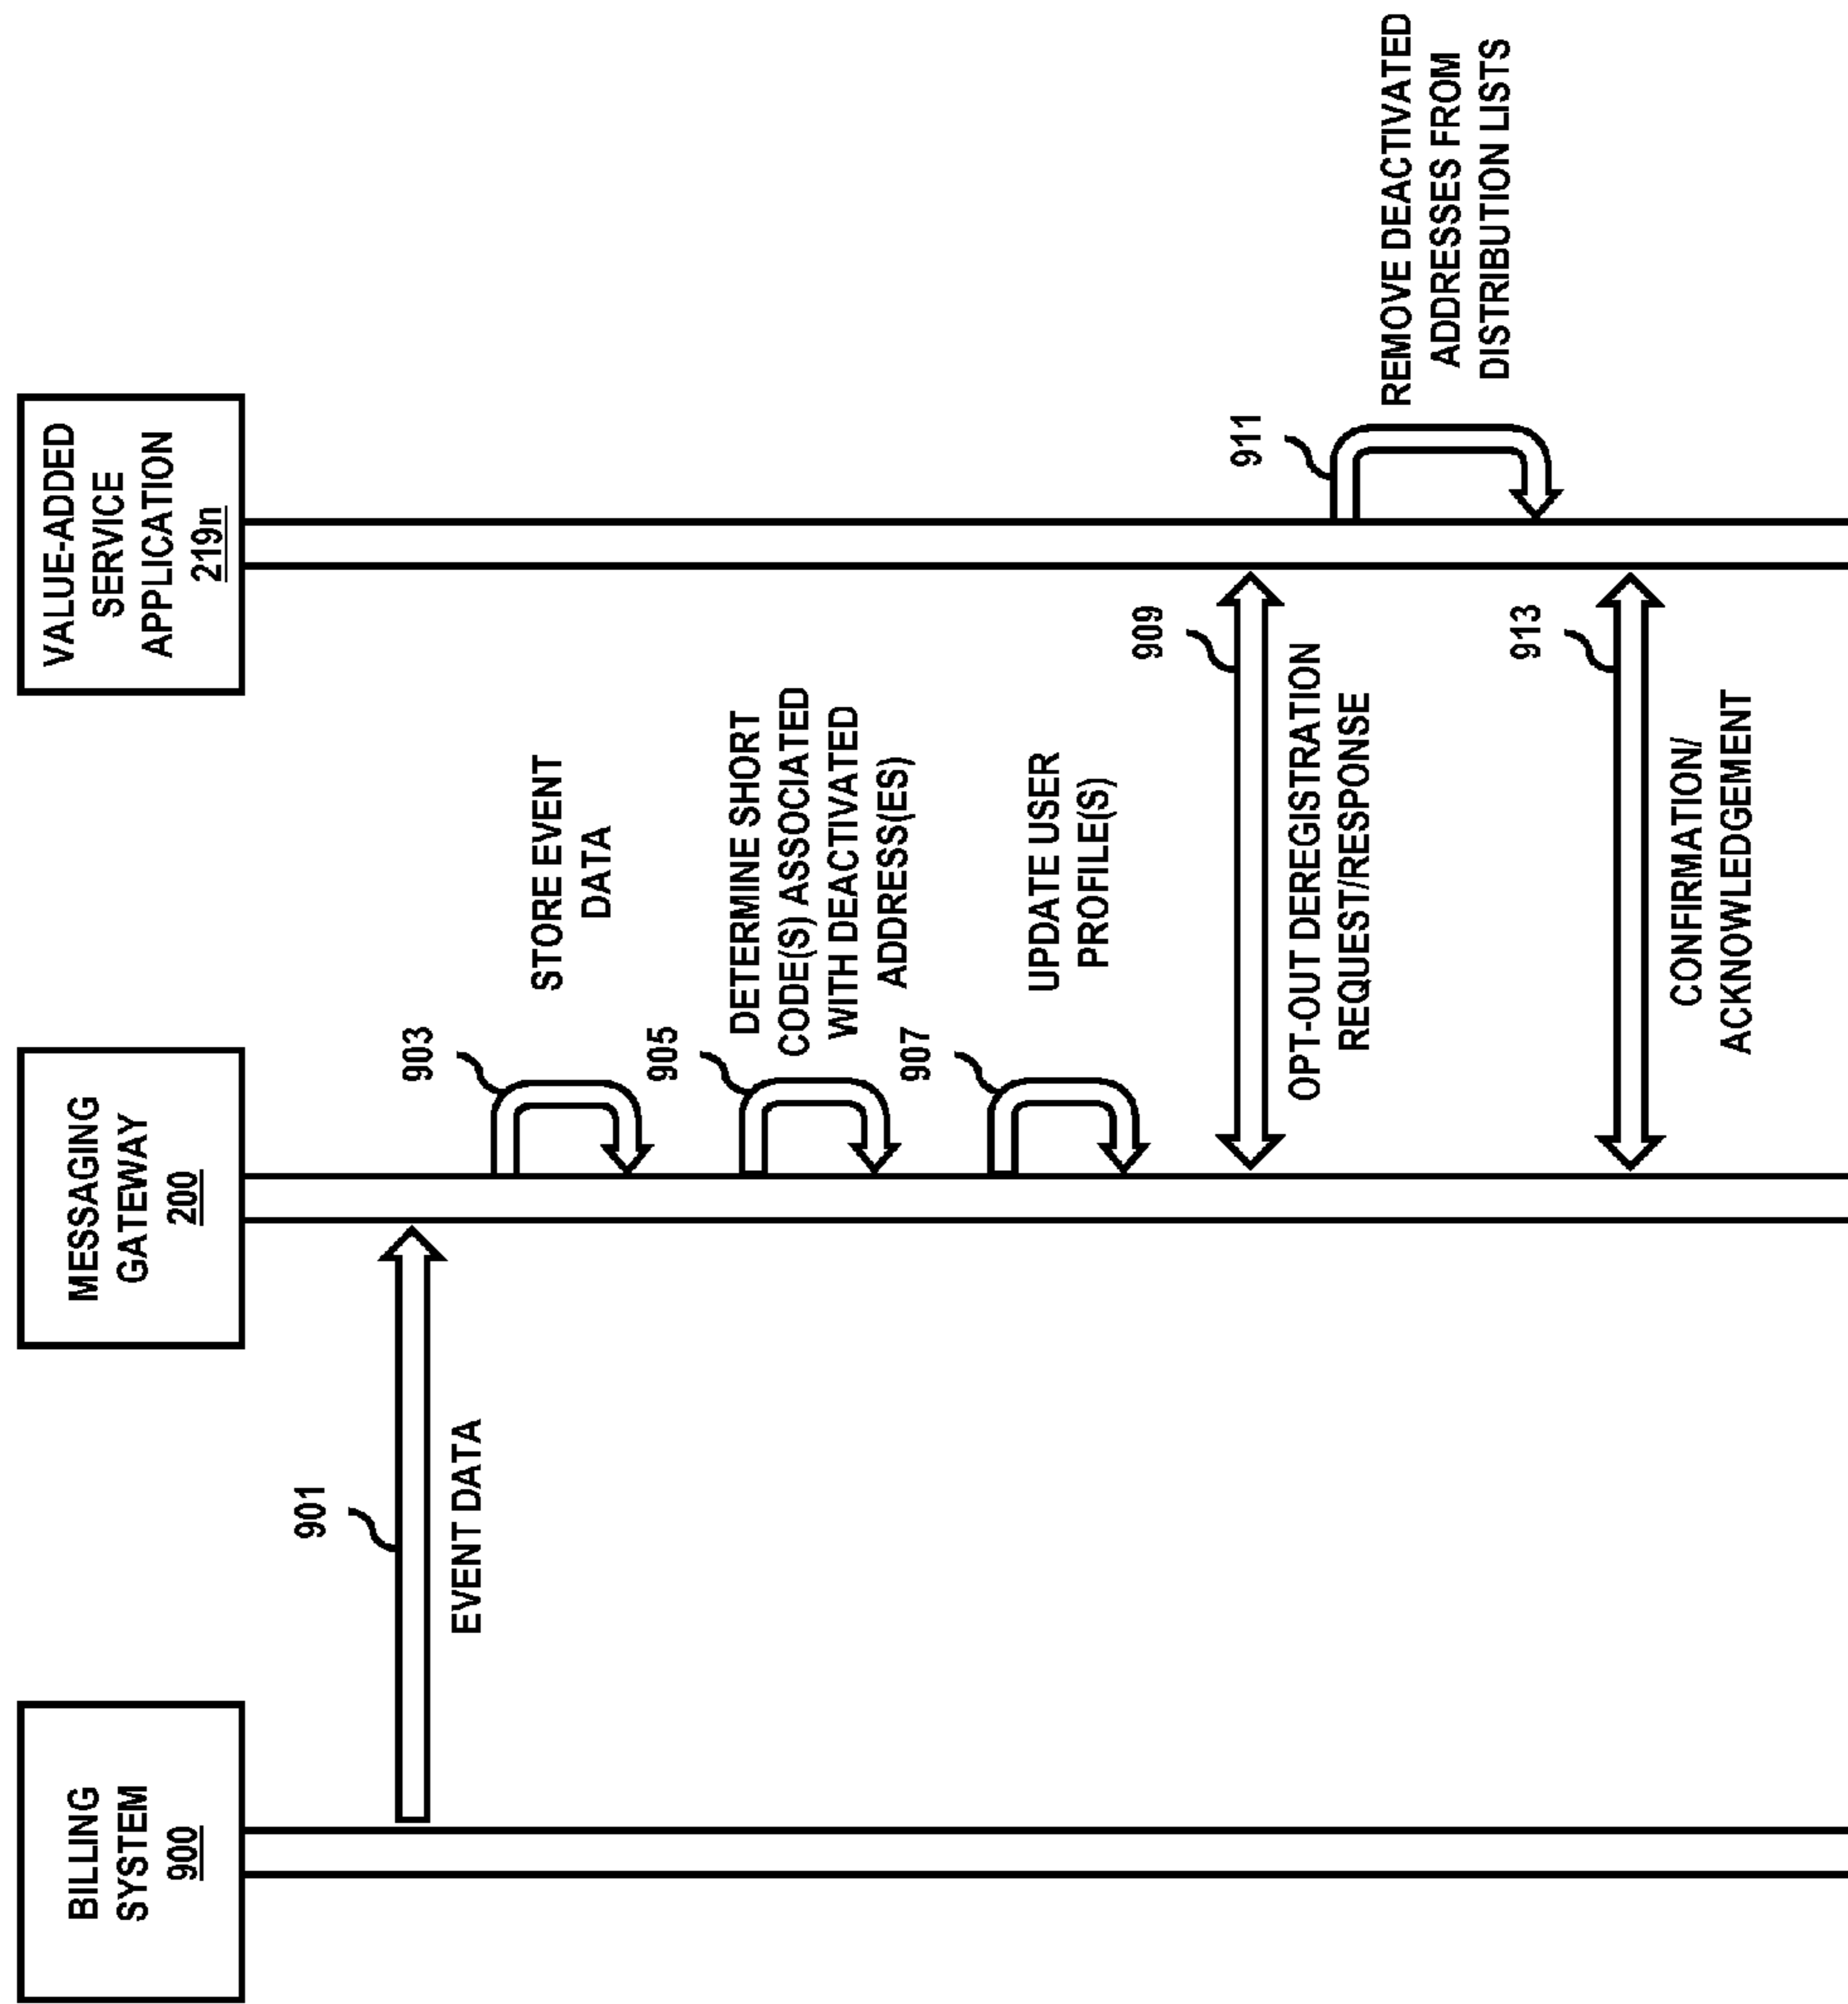 BILLING
SYSTEM
900
MESSAGING
GATEWAY
200
VALUE-ADDED
SERVICE
APPLICATION
219n
901
EVENT DATA
903
STORE EVENT
DATA
905
DETERMINE SHORT
CODE(S) ASSOCIATED
WITH DEACTIVATED
ADDRESS(ES)
907
UPDATE USER
PROFILE(S)
909
OPT-OUT DEREGISTRATION
REQUEST/RESPONSE
911
REMOVE DEACTIVATED
ADDRESSES FROM
DISTRIBUTION LISTS
913
CONFIRMATION/
ACKNOWLEDGEMENT